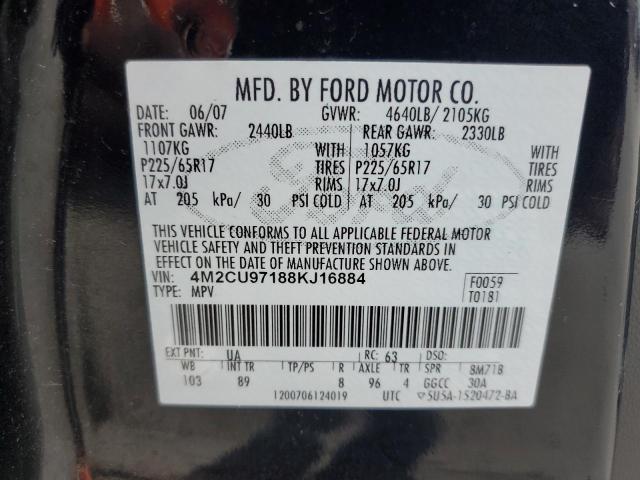 MFD. BY FORD MOTOR CO.
DATE: 06/07 GVWR: 4640LB/ 2105KG
FRONT GAWR: 2440LB REAR GAWR: 2330LB
1107KG WITH 1057KG WITH
P225/65R17 TIRES P225/65R17 TIRES
17x7.0J RIMS 17x7.0J RIMS
AT 205 kPa/ 30 PSI COLD AT 205 kPa/ 30 PSI COLD
Ford
THIS VEHICLE CONFORMS TO ALL APPLICABLE FEDERAL MOTOR
VEHICLE SAFETY AND THEFT PREVENTION STANDARDS IN
EFFECT ON THE DATE OF MANUFACTURE SHOWN ABOVE.
VIN: 4M2CU97188KJ16884 F0059
TYPE: MPV T0181
EXT PNT: UA RC: 63 DSO:
WB INT TR TP/PS R AXLE TR SPR 8M71B
103 89 8 96 4 GGCC 30A
1200706124019 UTC ▽5U5A-1520472-BA